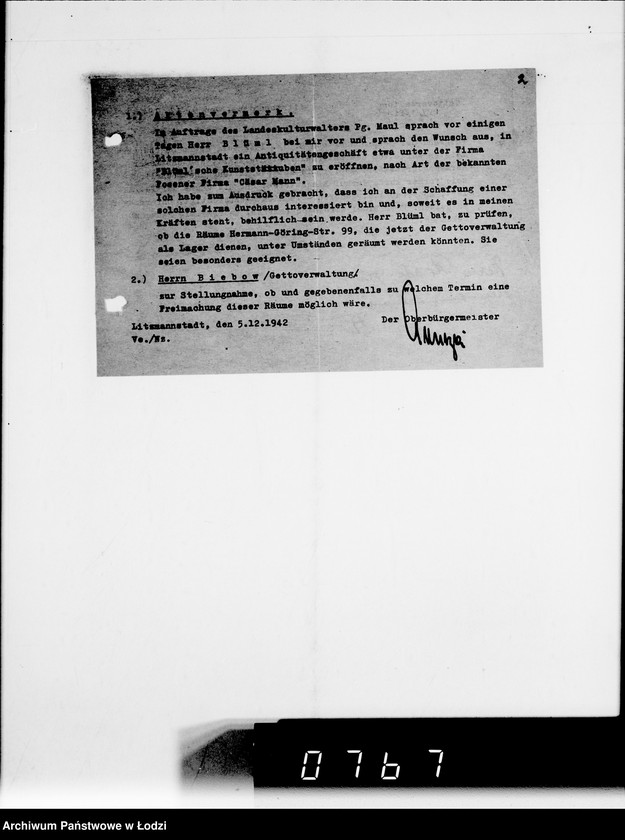 2
1.) Aktenvermerk.
Im Auftrage des Landeskulturwalters Pg. Maul sprach vor einigen
Tagen Herr Blüml bei mir vor und sprach den Wunsch aus, in
Litzmannstadt ein Antiquitätengeschäft etwa unter der Firma
"Blüml'sche Kunststuben" zu eröffnen, nach Art der bekannten
Posener Firma "Cäsar Mann".
Ich habe zum Ausdruck gebracht, dass ich an der Schaffung einer
solchen Firma durchaus interessiert bin und, soweit es in meinen
Kräften steht, behilflich sein werde. Herr Blüml bat, zu prüfen,
ob die Räume Hermann-Göring-Str. 99, die jetzt der Gettoverwaltung
als Lager dienen, unter Umständen geräumt werden könnten. Sie
seien besonders geeignet.
2.) Herrn Biebow /Gettoverwaltung/
zur Stellungnahme, ob und gegebenenfalls zu welchem Termin eine
Freimachung dieser Räume möglich wäre.
Litzmannstadt, den 5.12.1942
Der Oberbürgermeister
Ve./Nz.
0767
Archiwum Państwowe w Łodzi